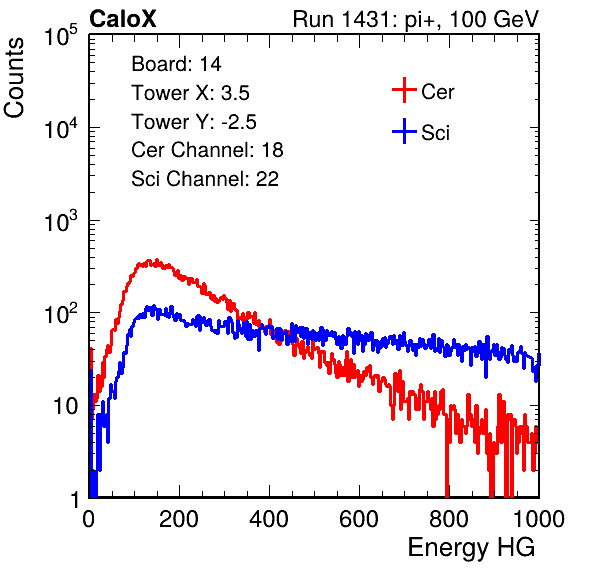 CaloX Run 1431: pi+, 100 GeV
Counts
Board: 14
Tower X: 3.5
Tower Y: -2.5
Cer Channel: 18
Sci Channel: 22
Cer
Sci
10^5
10^4
10^3
10^2
10
1
0 200 400 600 800 1000
Energy HG